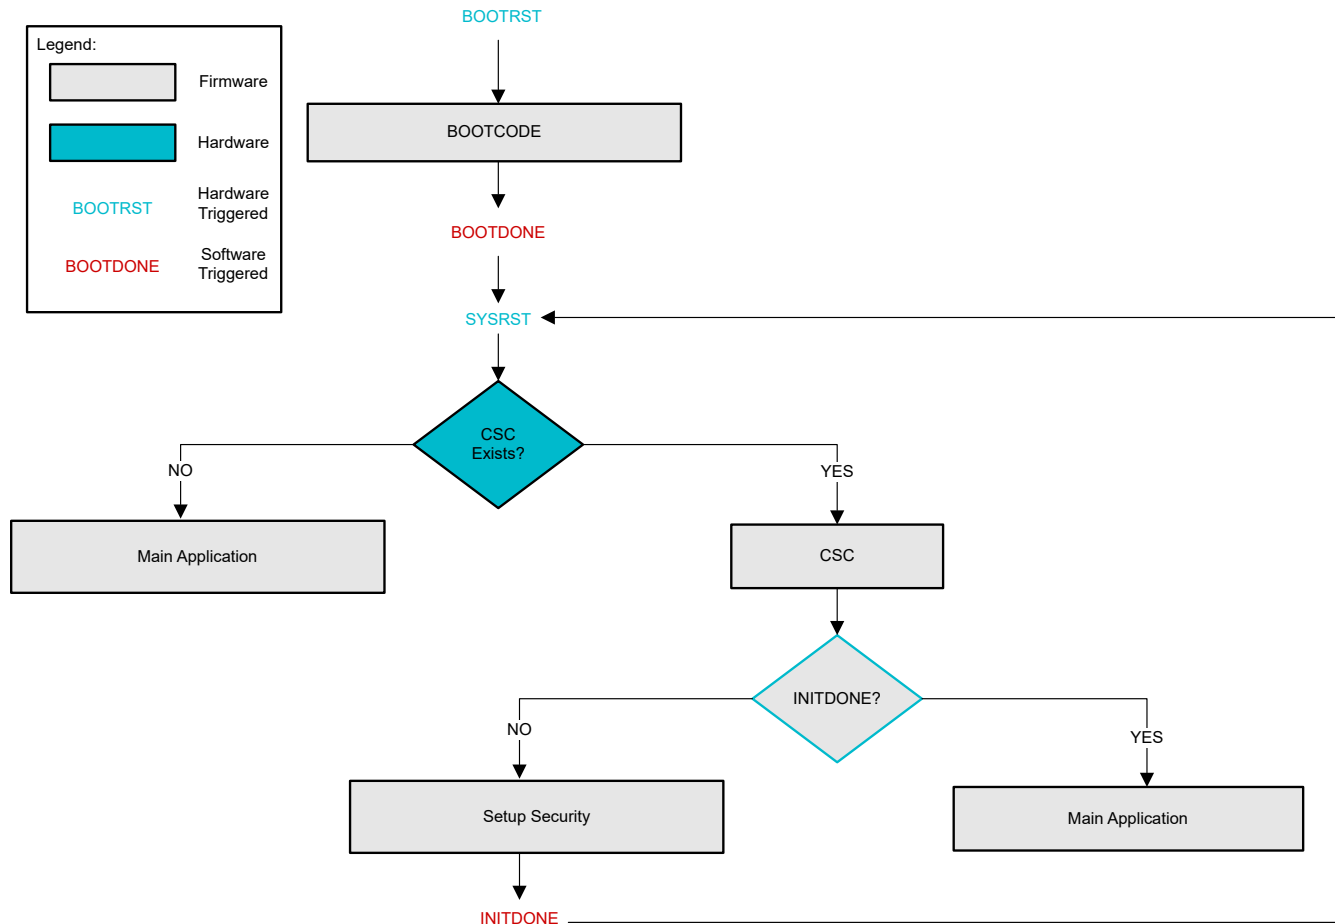 BOOTRST
Legend:
Firmware
Hardware
BOOTRST
Hardware
Triggered
BOOTDONE
Software
Triggered
BOOTCODE
BOOTDONE
SYSRST
CSC
Exists?
NO
YES
Main Application
CSC
INITDONE?
NO
YES
Setup Security
Main Application
INITDONE